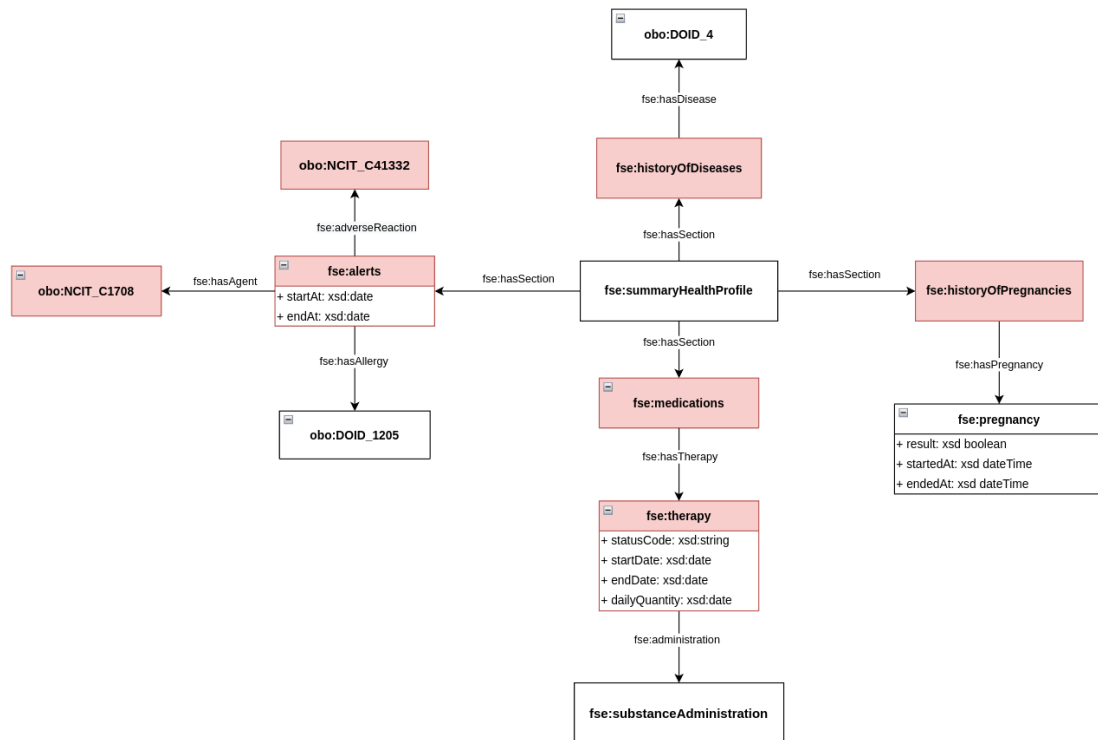 obo:DOID_4
fse:hasDisease
obo:NCIT_C41332
fse:historyOfDiseases
fse:adverseReaction
fse:hasSection
obo:NCIT_C1708
fse:hasAgent
fse:alerts
+ startAt: xsd:date
+ endAt: xsd:date
fse:hasSection
fse:summaryHealthProfile
fse:hasSection
fse:historyOfPregnancies
fse:hasAllergy
fse:hasSection
fse:hasPregnancy
obo:DOID_1205
fse:medications
fse:pregnancy
+ result: xsd boolean
+ startedAt: xsd dateTime
+ endedAt: xsd dateTime
fse:hasTherapy
fse:therapy
+ statusCode: xsd:string
+ startDate: xsd:date
+ endDate: xsd:date
+ dailyQuantity: xsd:date
fse:administration
fse:substanceAdministration